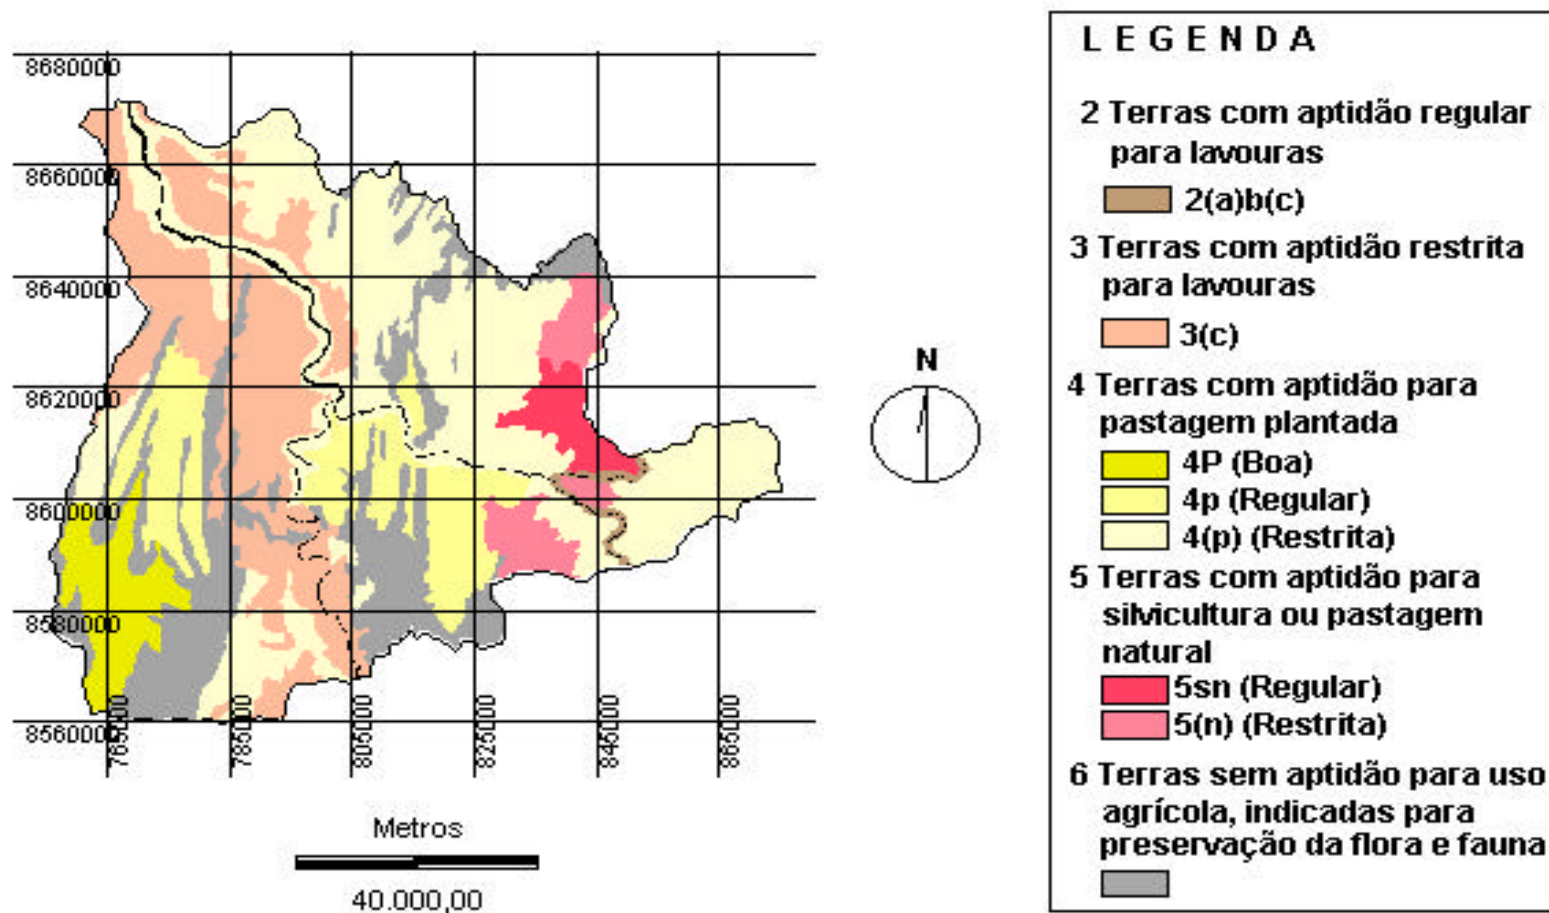 8680000
8660000
8640000
8620000
8600000
8580000
8560000
765000
785000
805000
825000
845000
865000
Metros
40.000,00
N
LEGENDA
2 Terras com aptidão regular
para lavouras
2(a)b(c)
3 Terras com aptidão restrita
para lavouras
3(c)
4 Terras com aptidão para
pastagem plantada
4P (Boa)
4p (Regular)
4(p) (Restrita)
5 Terras com aptidão para
silvicultura ou pastagem
natural
5sn (Regular)
5(n) (Restrita)
6 Terras sem aptidão para uso
agrícola, indicadas para
preservação da flora e fauna